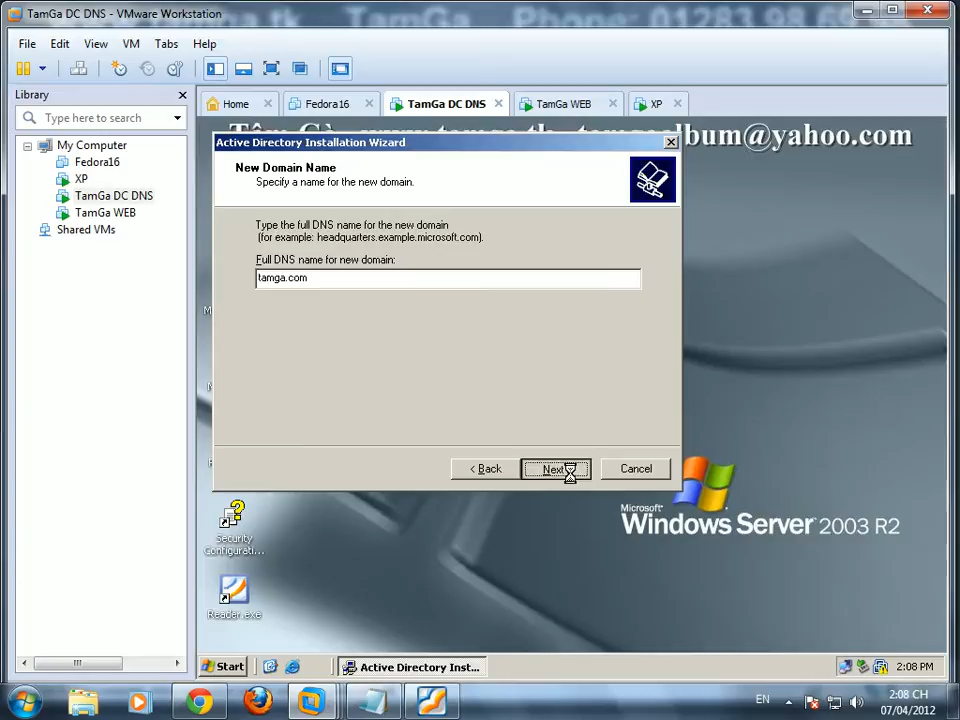 TamGa DC DNS - VMware Workstation
File Edit View VM Tabs Help
Library
Type here to search
My Computer
Fedora16
XP
TamGa DC DNS
TamGa WEB
Shared VMs
Home
Fedora16
TamGa DC DNS
TamGa WEB
XP
Active Directory Installation Wizard
New Domain Name
Specify a name for the new domain.
Type the full DNS name for the new domain
(for example: headquarters.example.microsoft.com).
Full DNS name for new domain:
tamga.com
< Back
Next
Cancel
Security
Configurati...
Reader.exe
Microsoft
Windows Server 2003 R2
Start
Active Directory Inst...
2:08 PM
EN
2:08 CH
07/04/2012